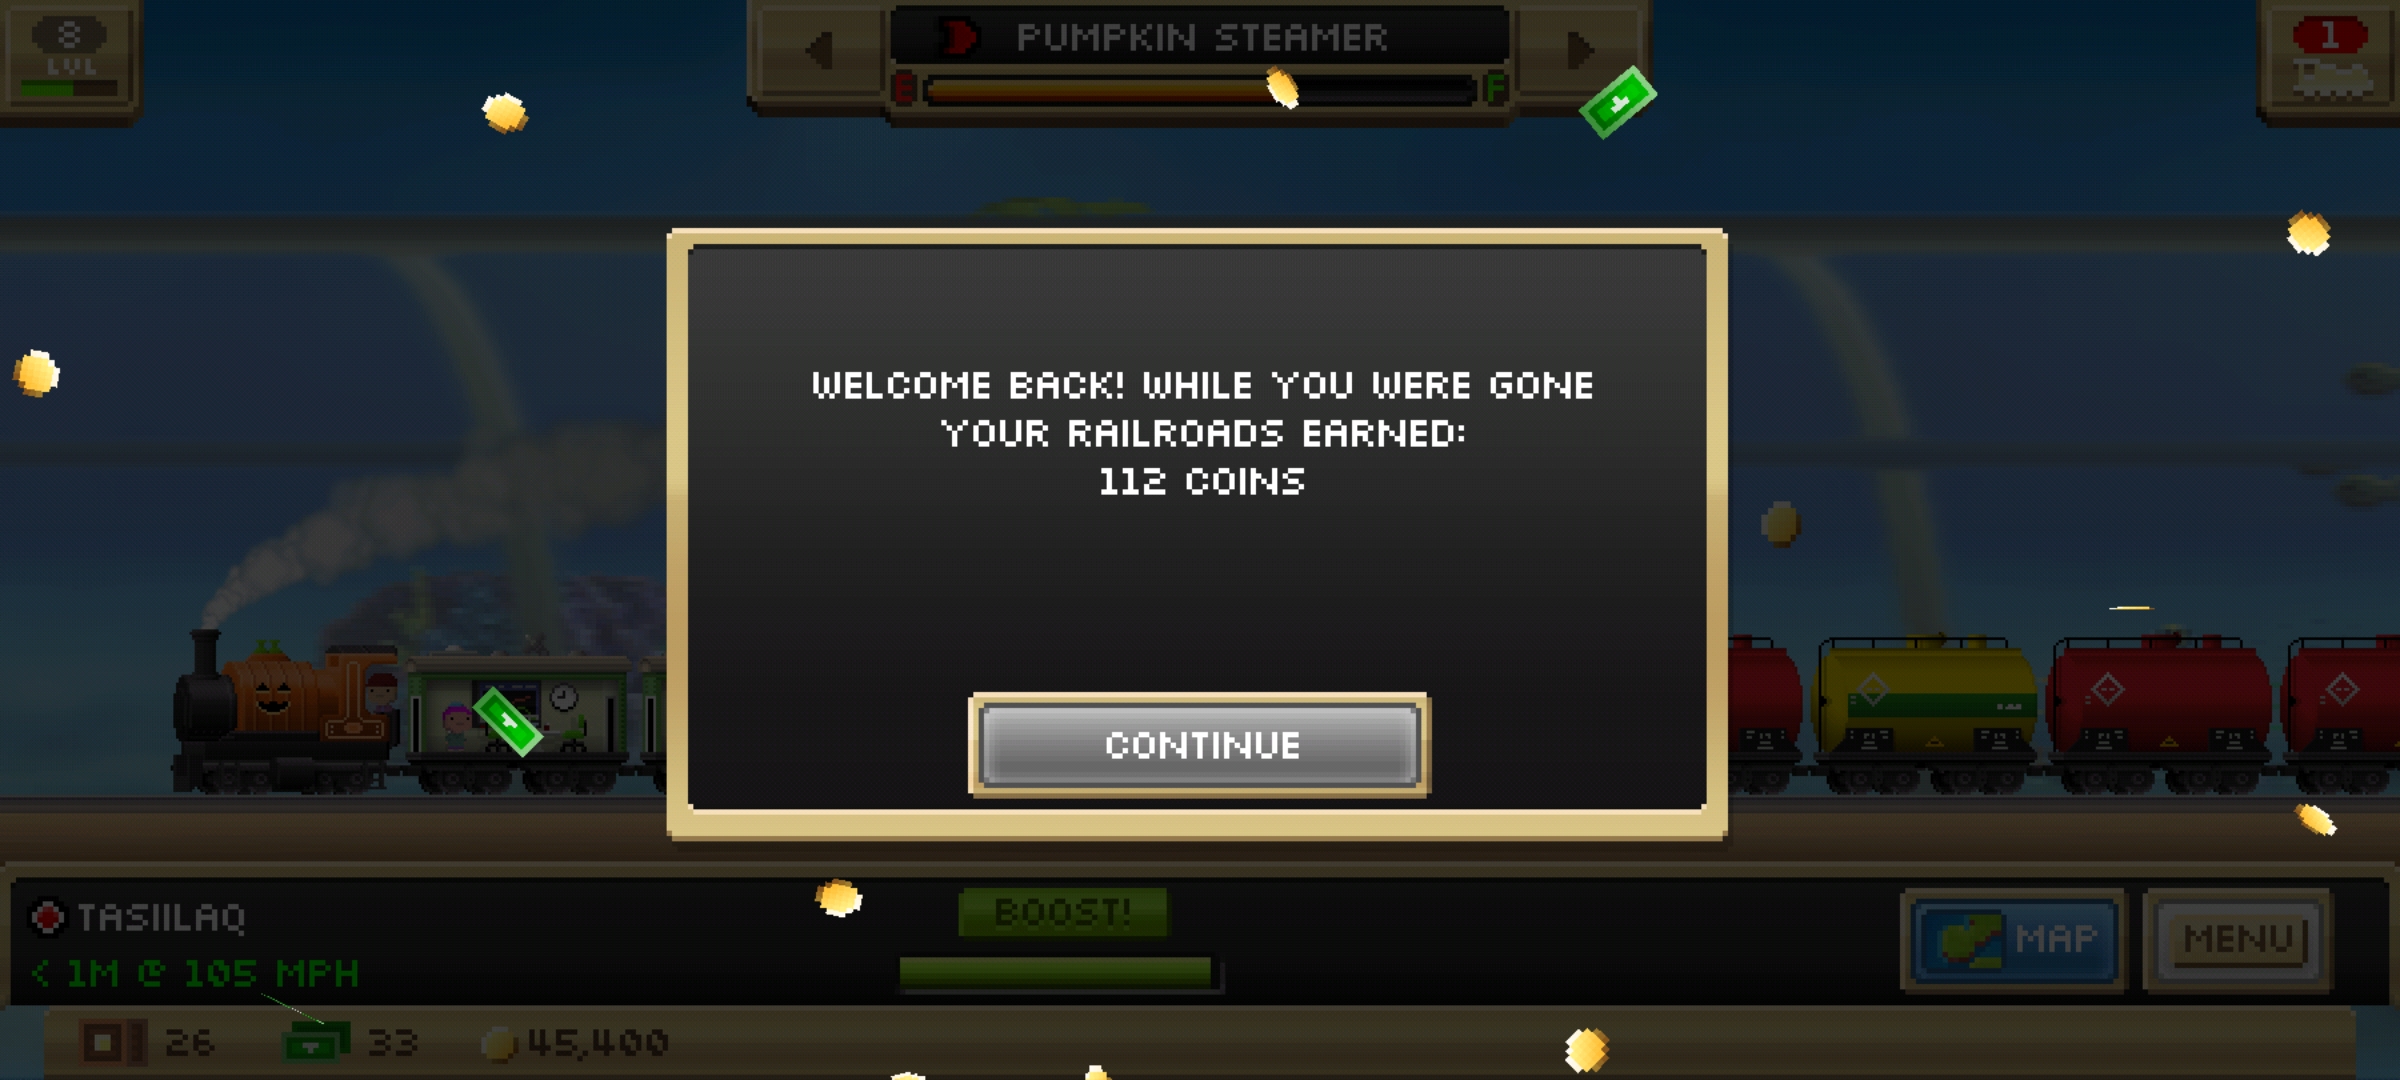 8
LVL
PUMPKIN STEAMER
E
F
1
WELCOME BACK! WHILE YOU WERE GONE
YOUR RAILROADS EARNED:
112 COINS
CONTINUE
TASIILAQ
< 1M @ 105 MPH
BOOST!
MAP
MENU
26
33
45,400